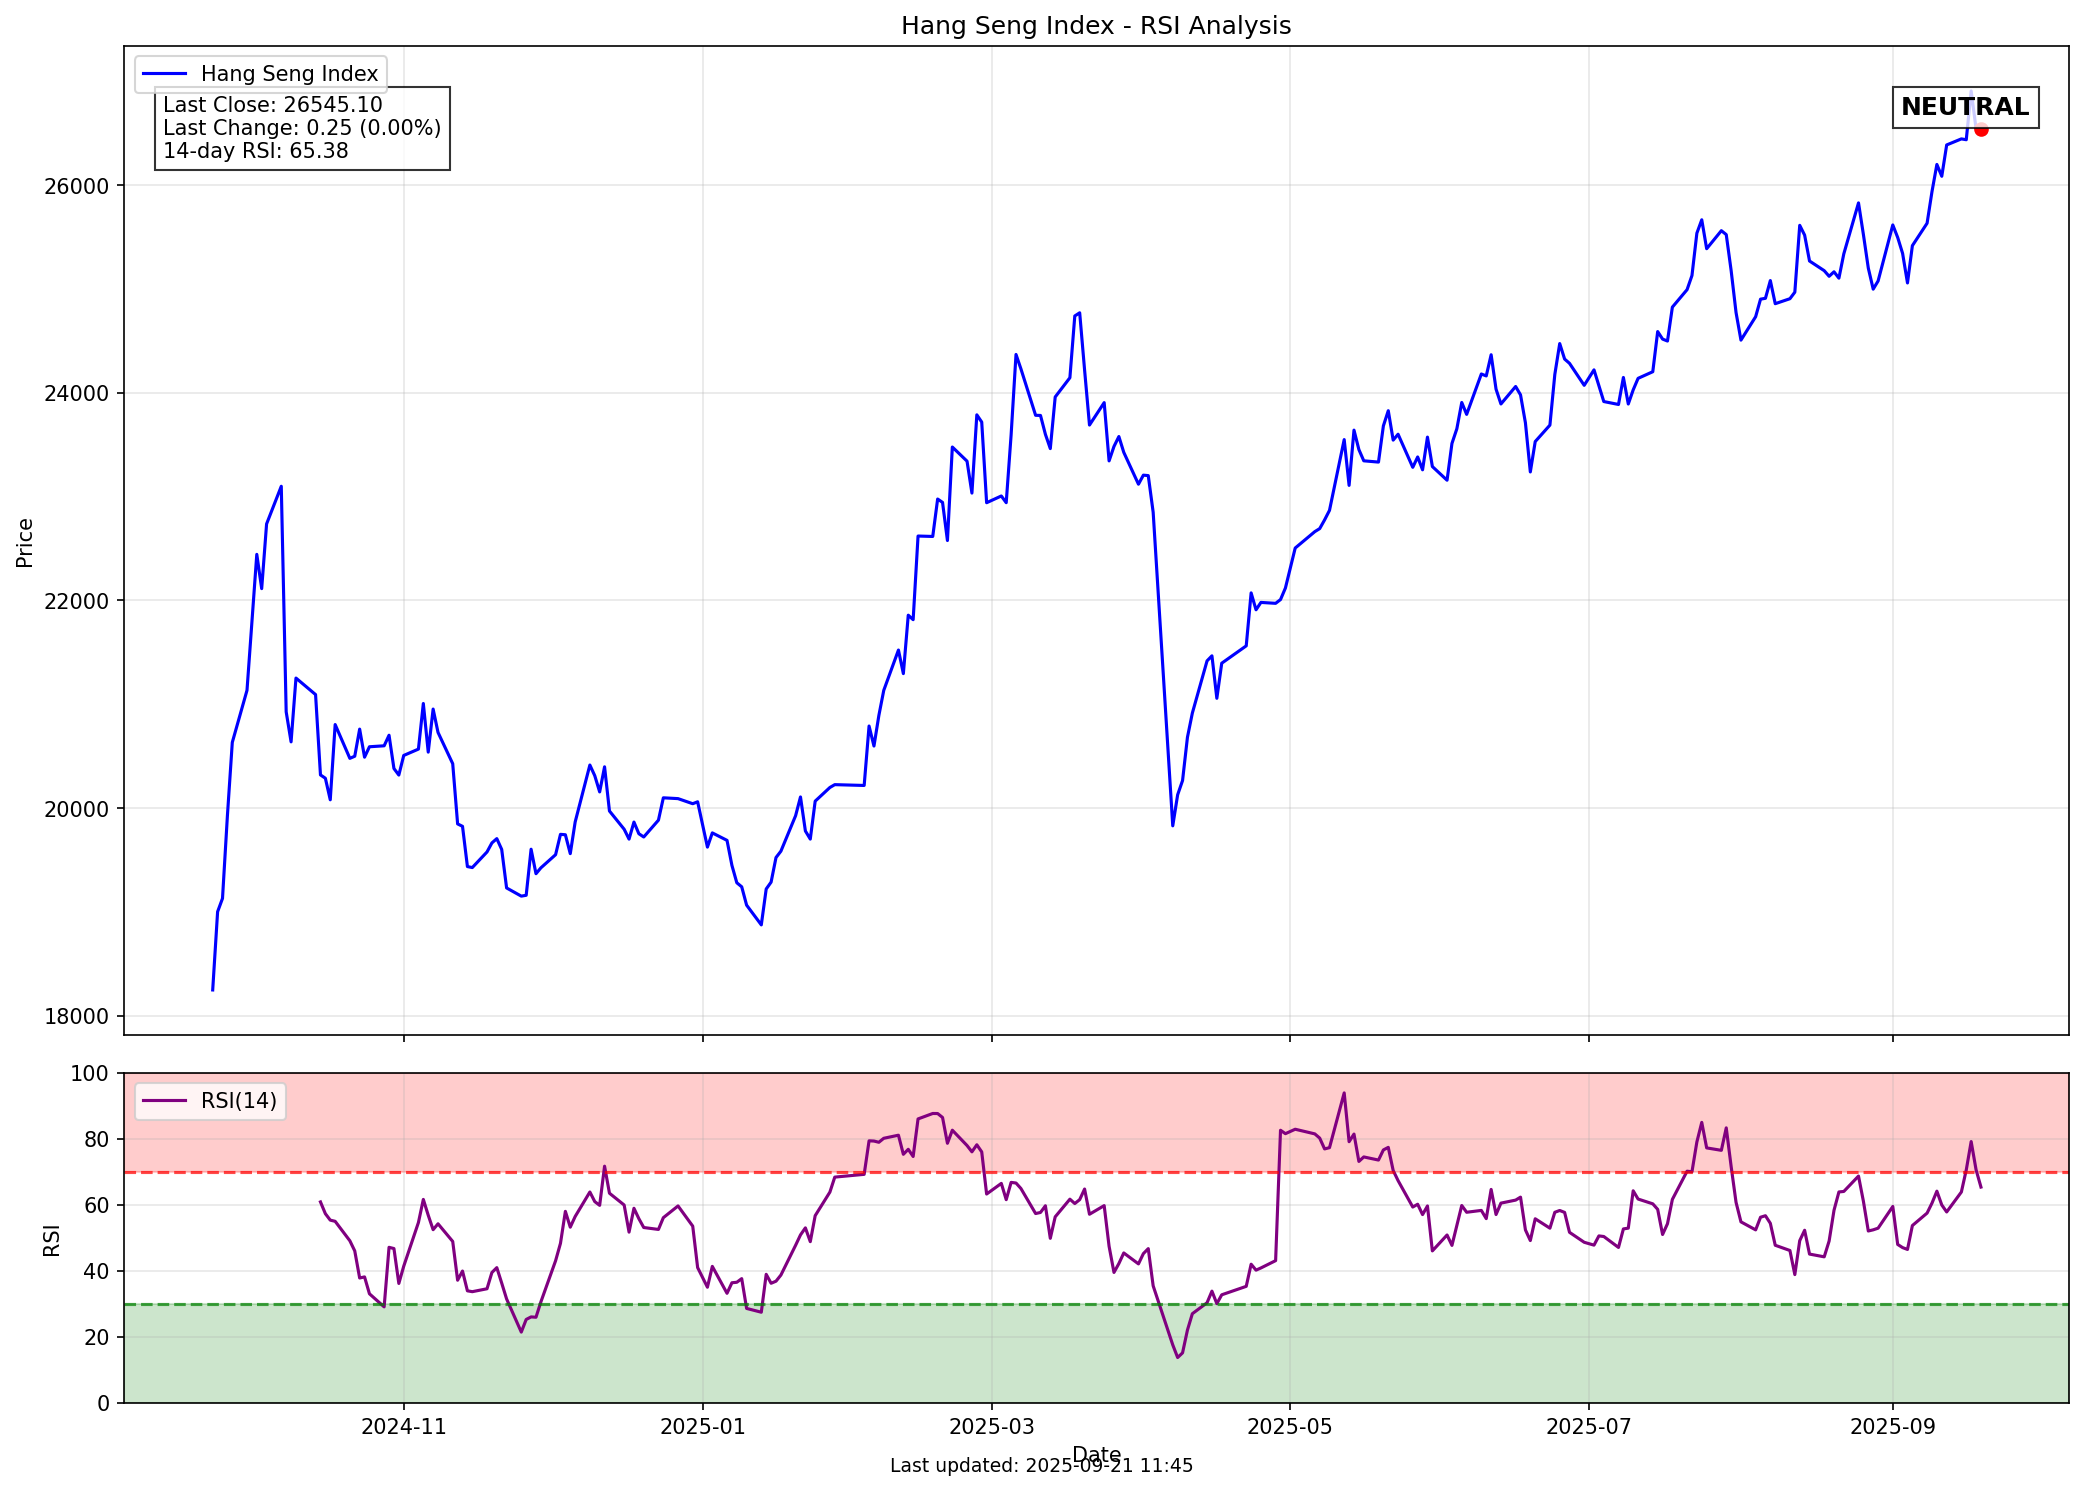 Hang Seng Index - RSI Analysis
Hang Seng Index
Last Close: 26545.10
Last Change: 0.25 (0.00%)
14-day RSI: 65.38
NEUTRAL
Price
26000
24000
22000
20000
18000
RSI(14)
RSI
100
80
60
40
20
0
2024-11
2025-01
2025-03
2025-05
2025-07
2025-09
Date
Last updated: 2025-09-21 11:45